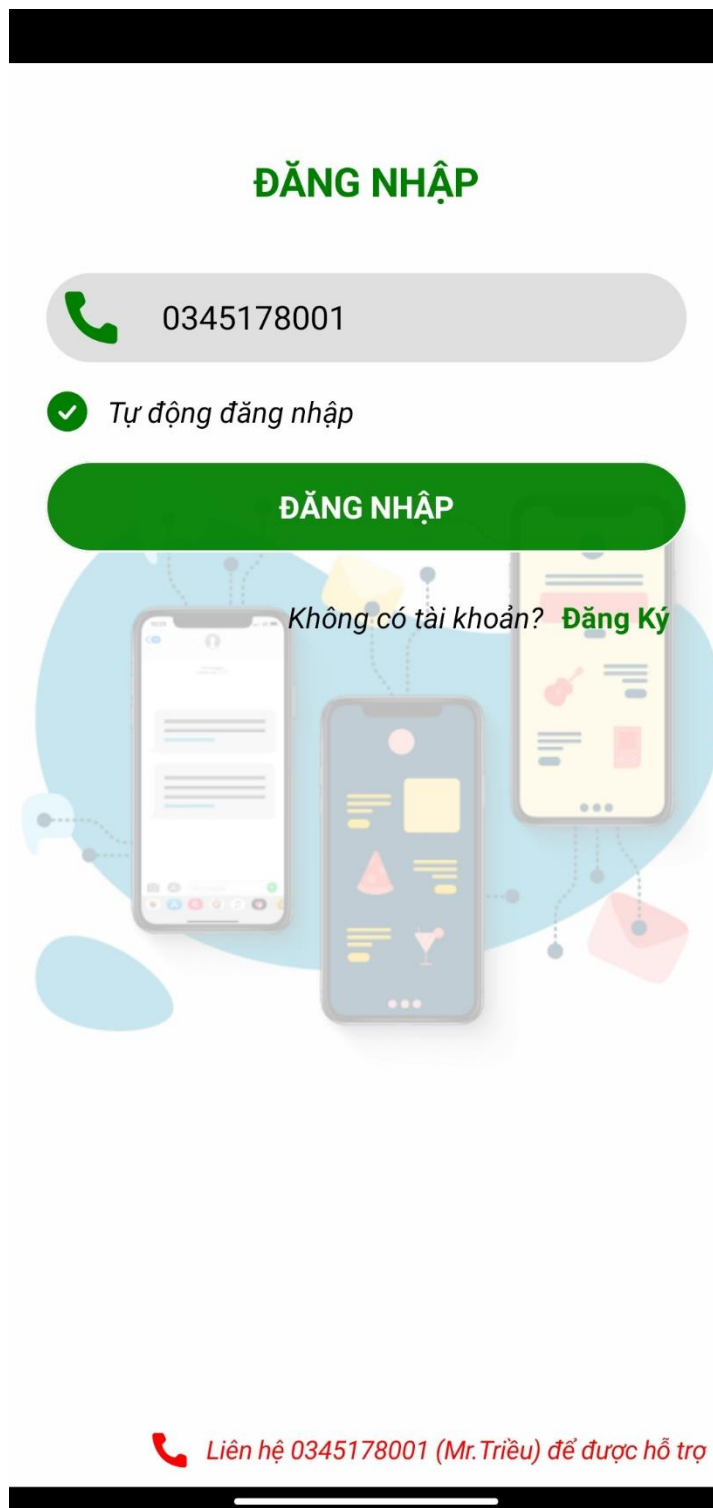 ĐĂNG NHẬP
0345178001
Tự động đăng nhập
ĐĂNG NHẬP
Không có tài khoản? Đăng Ký
Liên hệ 0345178001 (Mr.Triều) để được hỗ trợ